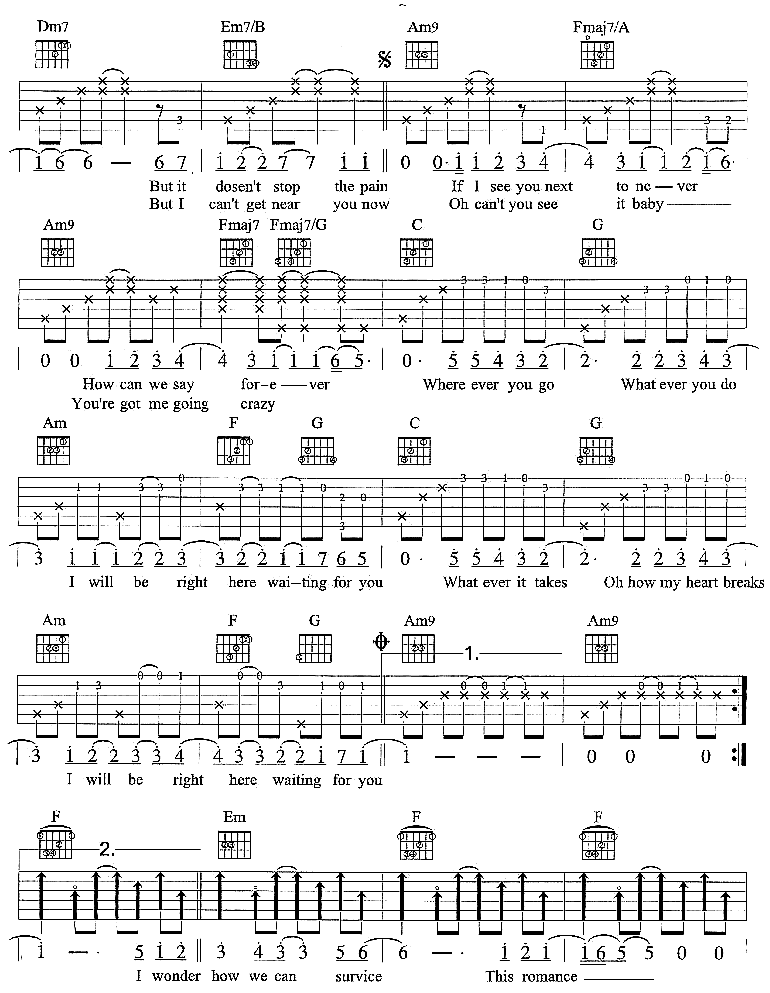 Dm7 Em7/B Am9 Fmaj7/A
3 1 3 2
1 6 6 — 6 7 | 1 2 2 7 7 1 1 || 0 0· 1 1 2 3 4 | 4 3 1 1 2 1 6·
But it dosen't stop the pain If I see you next to ne — ver
But I can't get near you now Oh can't you see it baby
Am9 Fmaj7 Fmaj7/G C G
3 3 1 0 3 3 0 1 0
0 0 1 2 3 4 | 4 3 1 1 1 6 5· | 0· 5 5 4 3 2 | 2· 2 2 3 4 3
How can we say for–e — ver Where ever you go What ever you do
You're got me going crazy
Am F G C G
1 1 3 3 0 3 3 1 1 0 2 0 3 3 3 1 0 3 3 3 0 1 0
3 1 1 1 2 2 3 | 3 2 2 1 1 7 6 5 | 0· 5 5 4 3 2 | 2· 2 2 3 4 3
I will be right here wai–ting for you What ever it takes Oh how my heart breaks
Am F G Am9 Am9
1.
1 3 0 0 1 0 0 3 1 0 1 0 0 1 1 0 0 1 1
3 1 2 2 3 3 4 | 4 3 3 2 2 1 7 1 || 1 — — — | 0 0 0
I will be right here waiting for you
F Em F F
2.
1 — · 5 1 2 || 3 4 3 3 5 6 | 6 — · 1 2 1 | 1 6 5 5 0 0
I wonder how we can survice This romance